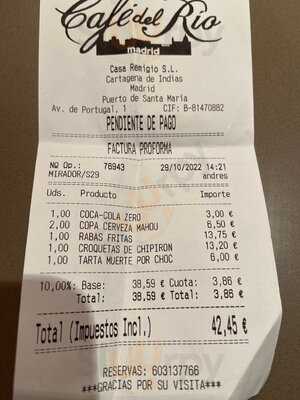 Café del Río
madrid
Casa Remigio S.L.
Cartagena de Indias
Madrid
Puerto de Santa Maria
Av. de Portugal, 1 CIF: B-81470882
PENDIENTE DE PAGO
FACTURA PROFORMA
Nº Op.: 76943 29/10/2022 14:21
MIRADOR/S29 andres
Uds. Producto Importe
1,00 COCA-COLA ZERO 3,00 €
2,00 COPA CERVEZA MAHOU 6,50 €
1,00 RABAS FRITAS 13,75 €
1,00 CROQUETAS DE CHIPIRON 13,20 €
1,00 TARTA MUERTE POR CHOC 6,00 €
10,00%: Base: 38,59 € Cuota: 3,86 €
Total: 38,59 € Total: 3,86 €
Total (Impuestos Incl.) 42,45 €
RESERVAS: 603137766
***GRACIAS POR SU VISITA***